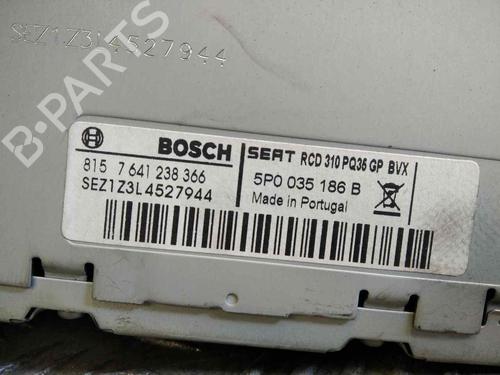 SEZ1Z3L4527944
BOSCH
SEAT RCD 310 PQ35 GP BVX
815 7 641 238 366
5P0 035 186 B
SEZ1Z3L4527944
Made in Portugal
B-PARTS